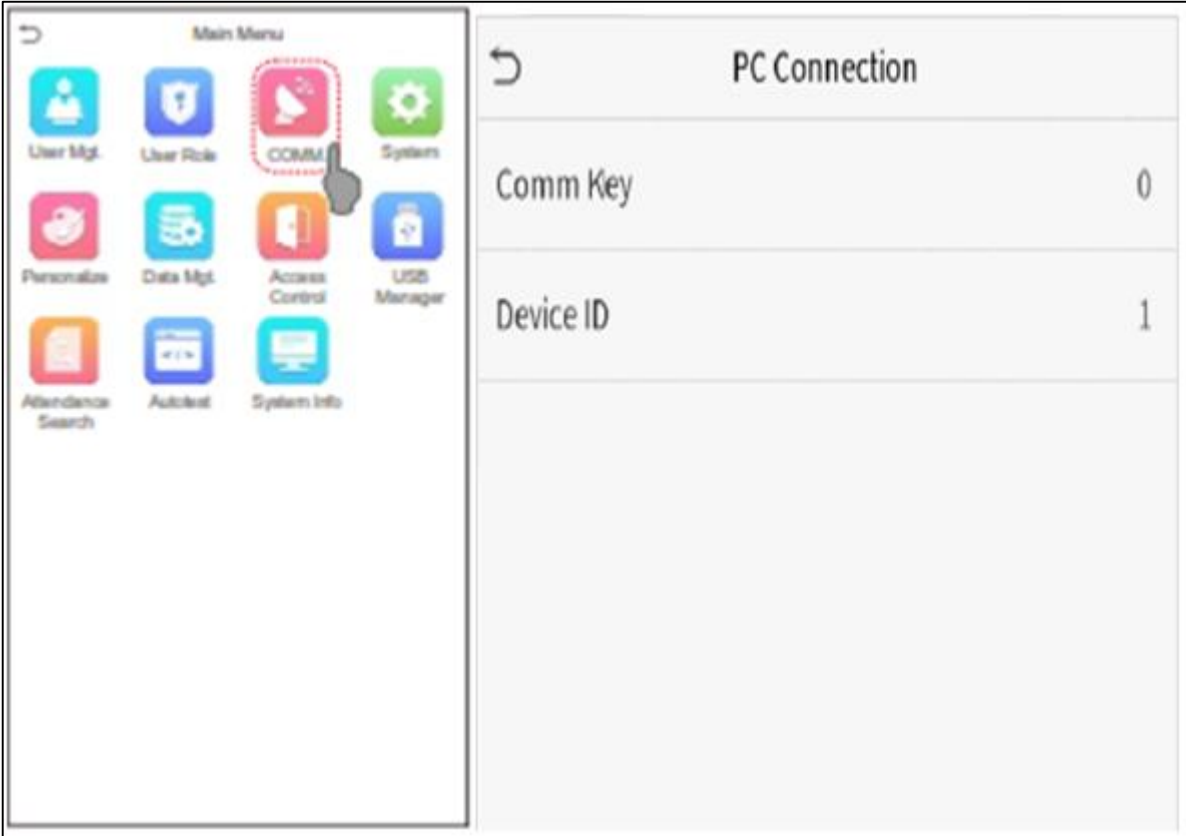 Main Menu
User Mgt.
User Role
COMM.
System
Personalize
Data Mgt.
Access
Control
USB
Manager
Attendance
Search
Autotest
System Info
PC Connection
Comm Key 0
Device ID 1